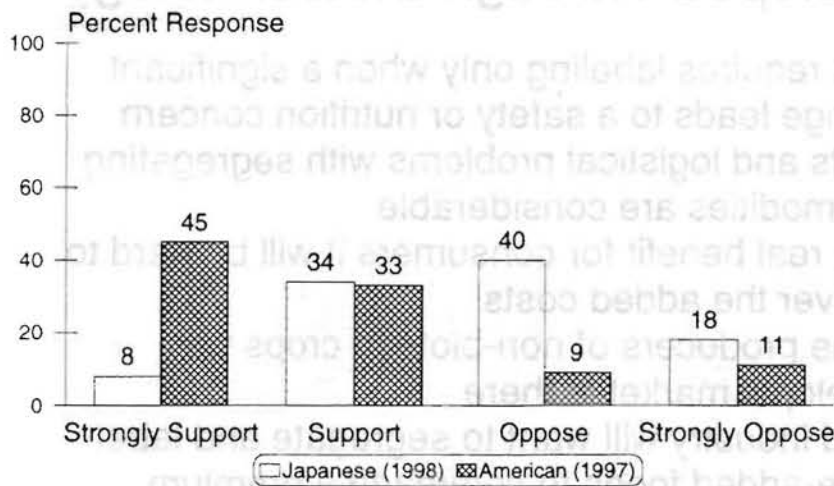 Percent Response
100
80
60
40
20
0
8
45
34
33
40
9
18
11
Strongly Support
Support
Oppose
Strongly Oppose
Japanese (1998) American (1997)